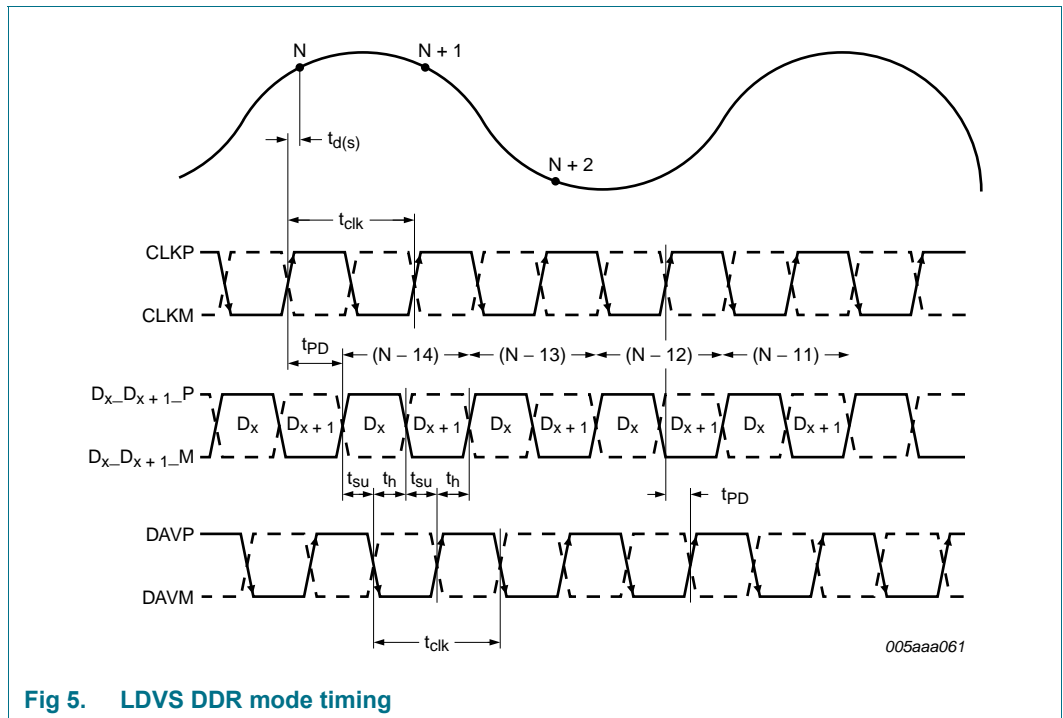 N
N + 1
t_d(s)
N + 2
t_clk
CLKP
CLKM
t_PD
(N − 14)
(N − 13)
(N − 12)
(N − 11)
D_x_D_x + 1_P
D_x
D_x + 1
D_x
D_x + 1
D_x
D_x + 1
D_x
D_x + 1
D_x
D_x + 1
D_x_D_x + 1_M
t_su
t_h
t_su
t_h
t_PD
DAVP
DAVM
t_clk
005aaa061
Fig 5. LDVS DDR mode timing